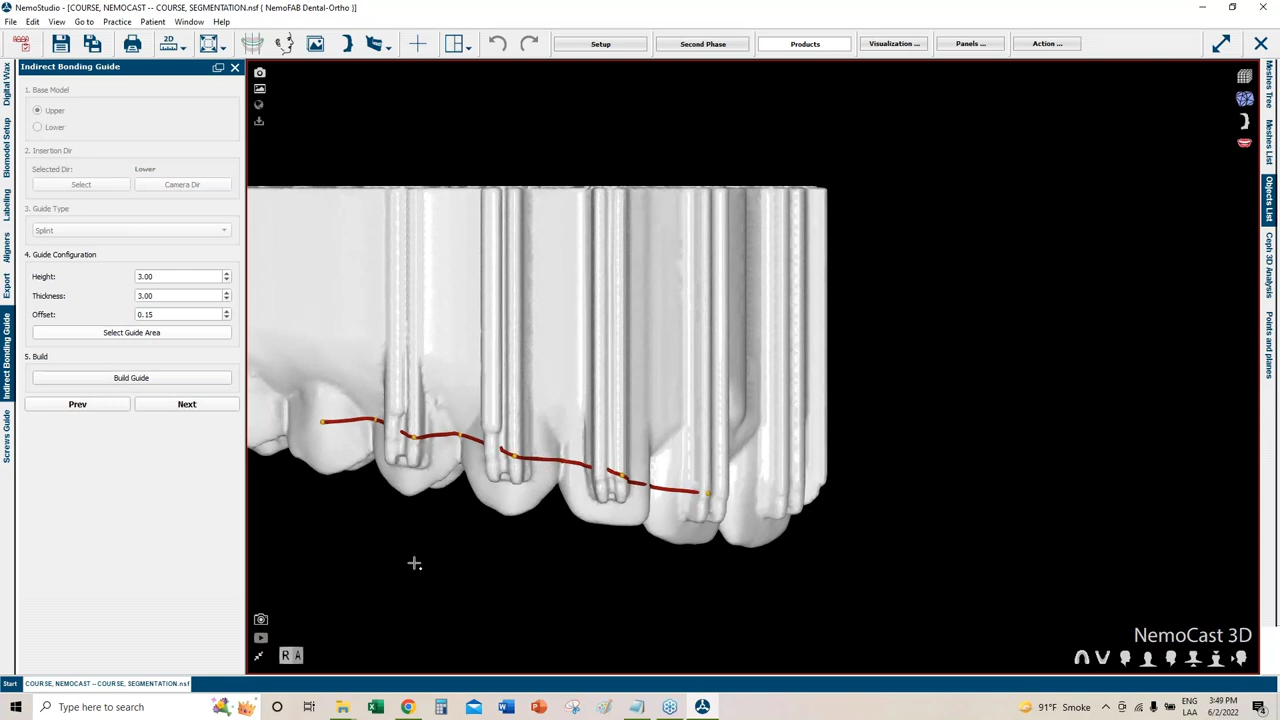 NemoStudio - [COURSE, NEMOCAST -- COURSE, SEGMENTATION.nsf ( NemoFAB Dental-Ortho )]
File Edit View Go to Practice Patient Window Help
2D
Setup
Second Phase
Products
Visualization ...
Panels ...
Action ...
Indirect Bonding Guide
1. Base Model
Upper
Lower
2. Insertion Dir
Selected Dir: Lower
Select
Camera Dir
3. Guide Type
Splint
4. Guide Configuration
Height: 3.00
Thickness: 3.00
Offset: 0.15
Select Guide Area
5. Build
Build Guide
Prev
Next
Digital Wax
Biomodel Setup
Labeling
Aligners
Export
Indirect Bonding Guide
Screws Guide
Meshes Tree
Meshes List
Objects List
Ceph 3D Analysis
Points and planes
R A
NemoCast 3D
Start
COURSE, NEMOCAST -- COURSE, SEGMENTATION.nsf
Type here to search
91°F Smoke
ENG
LAA
3:49 PM
6/2/2022
4